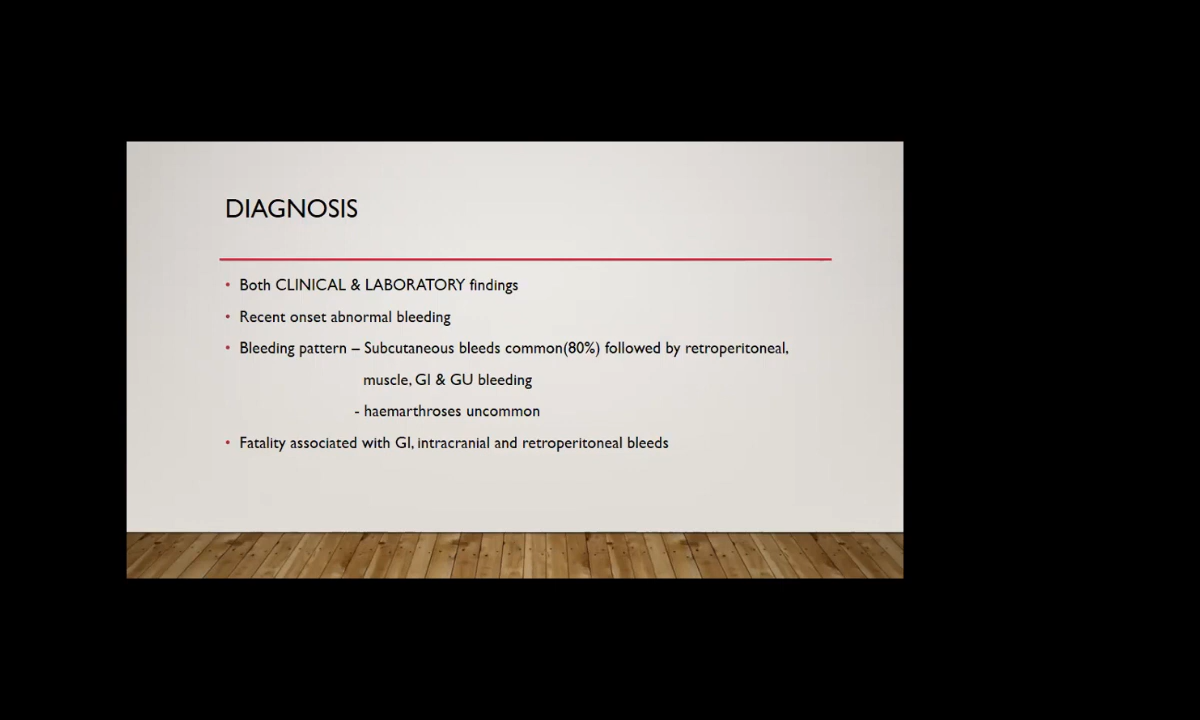 DIAGNOSIS
• Both CLINICAL & LABORATORY findings
• Recent onset abnormal bleeding
• Bleeding pattern – Subcutaneous bleeds common(80%) followed by retroperitoneal,
muscle, GI & GU bleeding
- haemarthroses uncommon
• Fatality associated with GI, intracranial and retroperitoneal bleeds